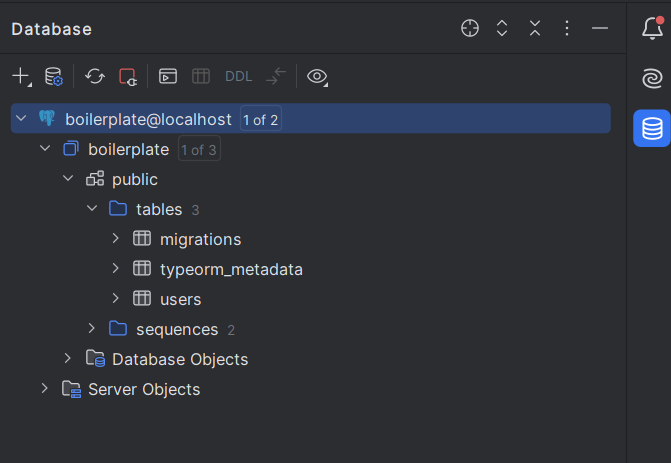 Database
DDL
boilerplate@localhost 1 of 2
boilerplate 1 of 3
public
tables 3
migrations
typeorm_metadata
users
sequences 2
Database Objects
Server Objects